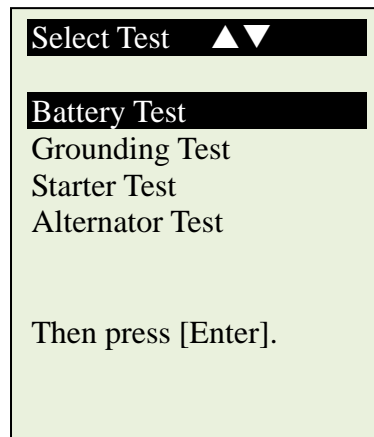 Select Test ▲▼
Battery Test
Grounding Test
Starter Test
Alternator Test
Then press [Enter].